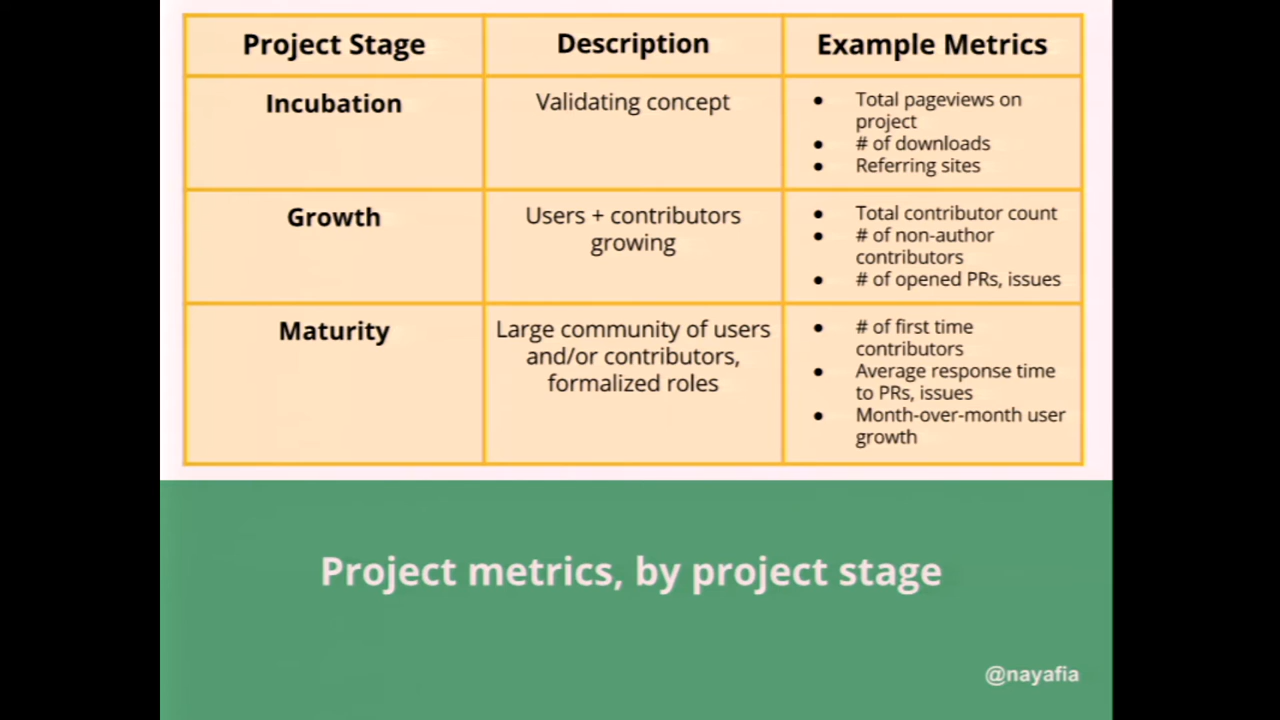 Project Stage
Description
Example Metrics
Incubation
Validating concept
● Total pageviews on
project
● # of downloads
● Referring sites
Growth
Users + contributors
growing
● Total contributor count
● # of non-author
contributors
● # of opened PRs, issues
Maturity
Large community of users
and/or contributors,
formalized roles
● # of first time
contributors
● Average response time
to PRs, issues
● Month-over-month user
growth
Project metrics, by project stage
@nayafia